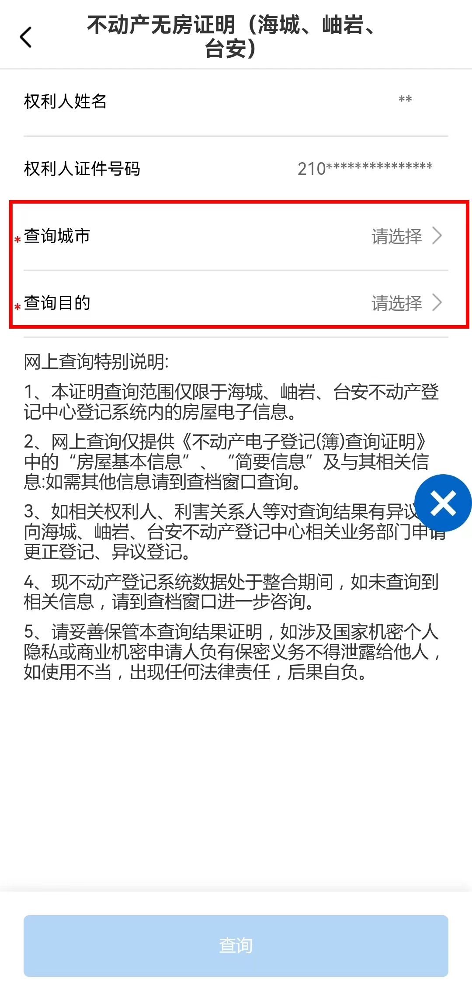 不动产无房证明（海城、岫岩、
台安）
权利人姓名 **
权利人证件号码 210***************
*查询城市 请选择
*查询目的 请选择
网上查询特别说明:
1、本证明查询范围仅限于海城、岫岩、台安不动产登
记中心登记系统内的房屋电子信息。
2、网上查询仅提供《不动产电子登记(簿)查询证明》
中的“房屋基本信息”、“简要信息”及与其相关信
息:如需其他信息请到查档窗口查询。
3、如相关权利人、利害关系人等对查询结果有异议
向海城、岫岩、台安不动产登记中心相关业务部门申请
更正登记、异议登记。
4、现不动产登记系统数据处于整合期间，如未查询到
相关信息，请到查档窗口进一步咨询。
5、请妥善保管本查询结果证明，如涉及国家机密个人
隐私或商业机密申请人负有保密义务不得泄露给他人，
如使用不当，出现任何法律责任，后果自负。
查询